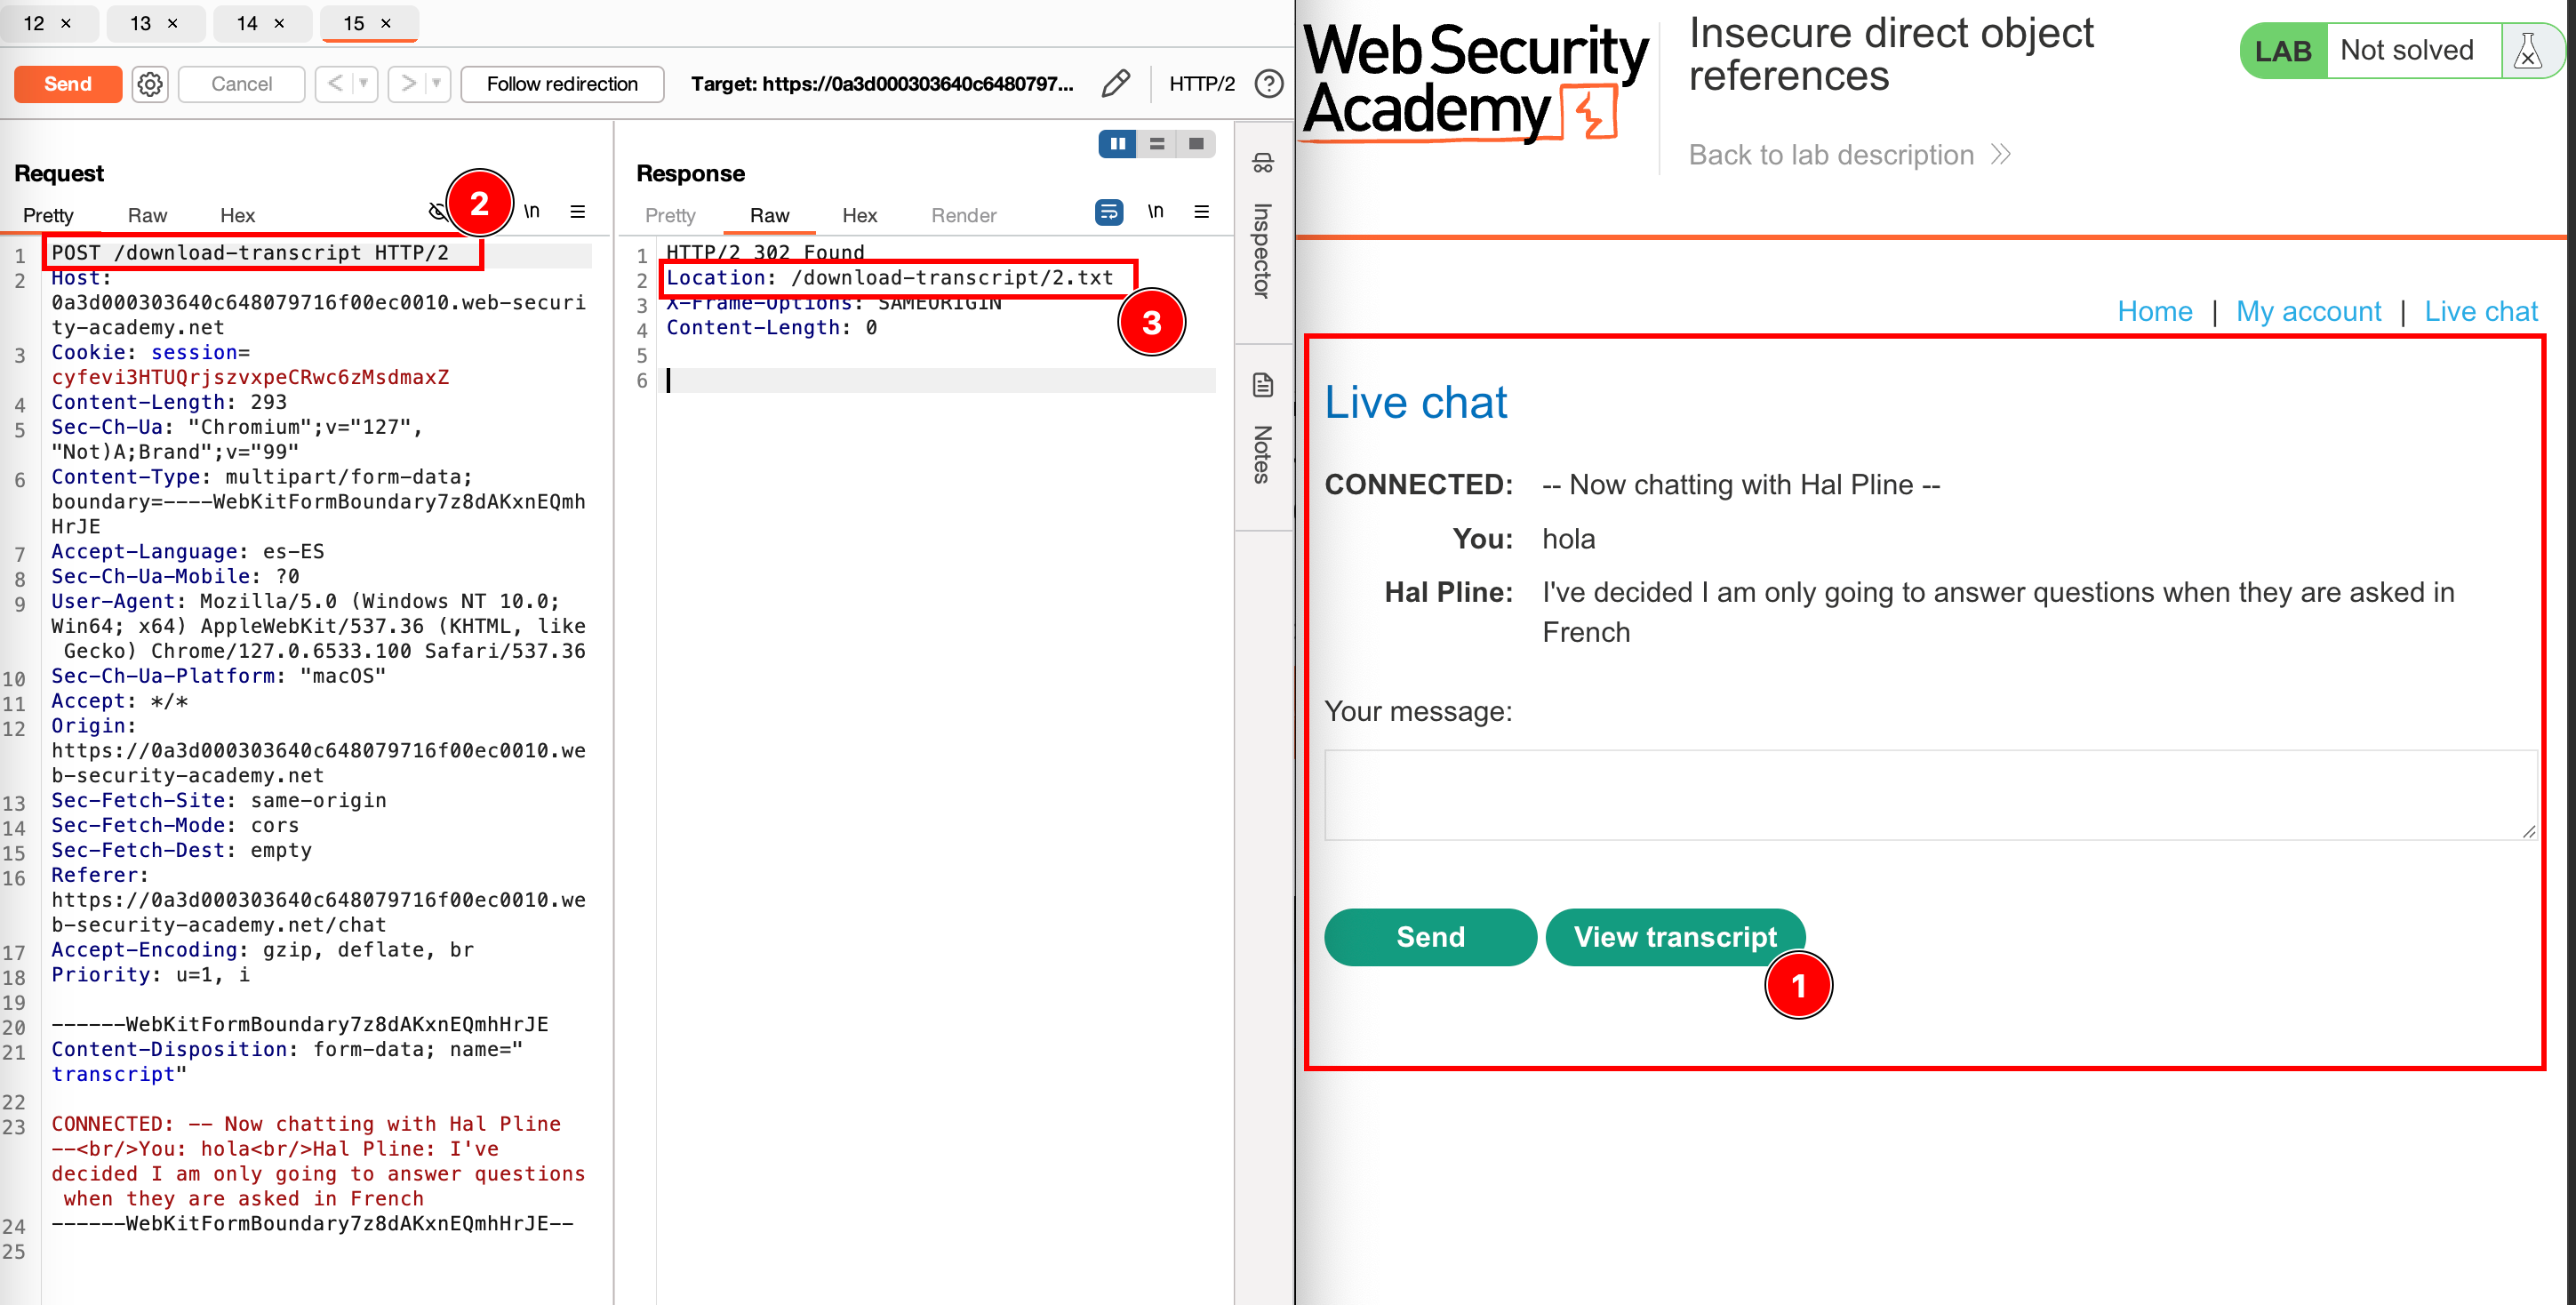 12 × 13 × 14 × 15 ×
Send Cancel < > Follow redirection Target: https://0a3d000303640c6480797... HTTP/2 ?
Request
Pretty Raw Hex \n
2
1 POST /download-transcript HTTP/2
2 Host:
0a3d000303640c648079716f00ec0010.web-securi
ty-academy.net
3 Cookie: session=
cyfevi3HTUQrjszvxpeCRwc6zMsdmaxZ
4 Content-Length: 293
5 Sec-Ch-Ua: "Chromium";v="127",
"Not)A;Brand";v="99"
6 Content-Type: multipart/form-data;
boundary=----WebKitFormBoundary7z8dAKxnEQmh
HrJE
7 Accept-Language: es-ES
8 Sec-Ch-Ua-Mobile: ?0
9 User-Agent: Mozilla/5.0 (Windows NT 10.0;
Win64; x64) AppleWebKit/537.36 (KHTML, like
Gecko) Chrome/127.0.6533.100 Safari/537.36
10 Sec-Ch-Ua-Platform: "macOS"
11 Accept: */*
12 Origin:
https://0a3d000303640c648079716f00ec0010.we
b-security-academy.net
13 Sec-Fetch-Site: same-origin
14 Sec-Fetch-Mode: cors
15 Sec-Fetch-Dest: empty
16 Referer:
https://0a3d000303640c648079716f00ec0010.we
b-security-academy.net/chat
17 Accept-Encoding: gzip, deflate, br
18 Priority: u=1, i
19
20 ------WebKitFormBoundary7z8dAKxnEQmhHrJE
21 Content-Disposition: form-data; name="
transcript"
22
23 CONNECTED: -- Now chatting with Hal Pline
--<br/>You: hola<br/>Hal Pline: I've
decided I am only going to answer questions
when they are asked in French
24 ------WebKitFormBoundary7z8dAKxnEQmhHrJE--
25
Response
Pretty Raw Hex Render \n
1 HTTP/2 302 Found
2 Location: /download-transcript/2.txt
3 X-Frame-Options: SAMEORIGIN
4 Content-Length: 0
5
6
3
Inspector
Notes
Web Security
Academy
Insecure direct object
references
Back to lab description
LAB Not solved
Home | My account | Live chat
Live chat
CONNECTED: -- Now chatting with Hal Pline --
You: hola
Hal Pline: I've decided I am only going to answer questions when they are asked in
French
Your message:
Send View transcript
1